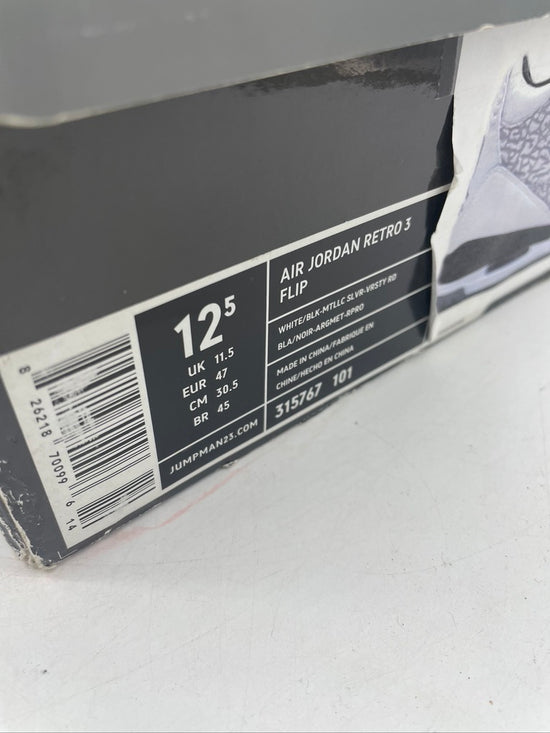 8 26218 70099 6 14
12⁵
UK 11.5
EUR 47
CM 30.5
BR 45
JUMPMAN23.COM
AIR JORDAN RETRO 3
FLIP
WHITE/BLK-MTLLC SLVR-VRSTY RD
BLA/NOIR-ARGMET-RPRO
MADE IN CHINA/FABRIQUE EN
CHINE/HECHO EN CHINA
315767 101